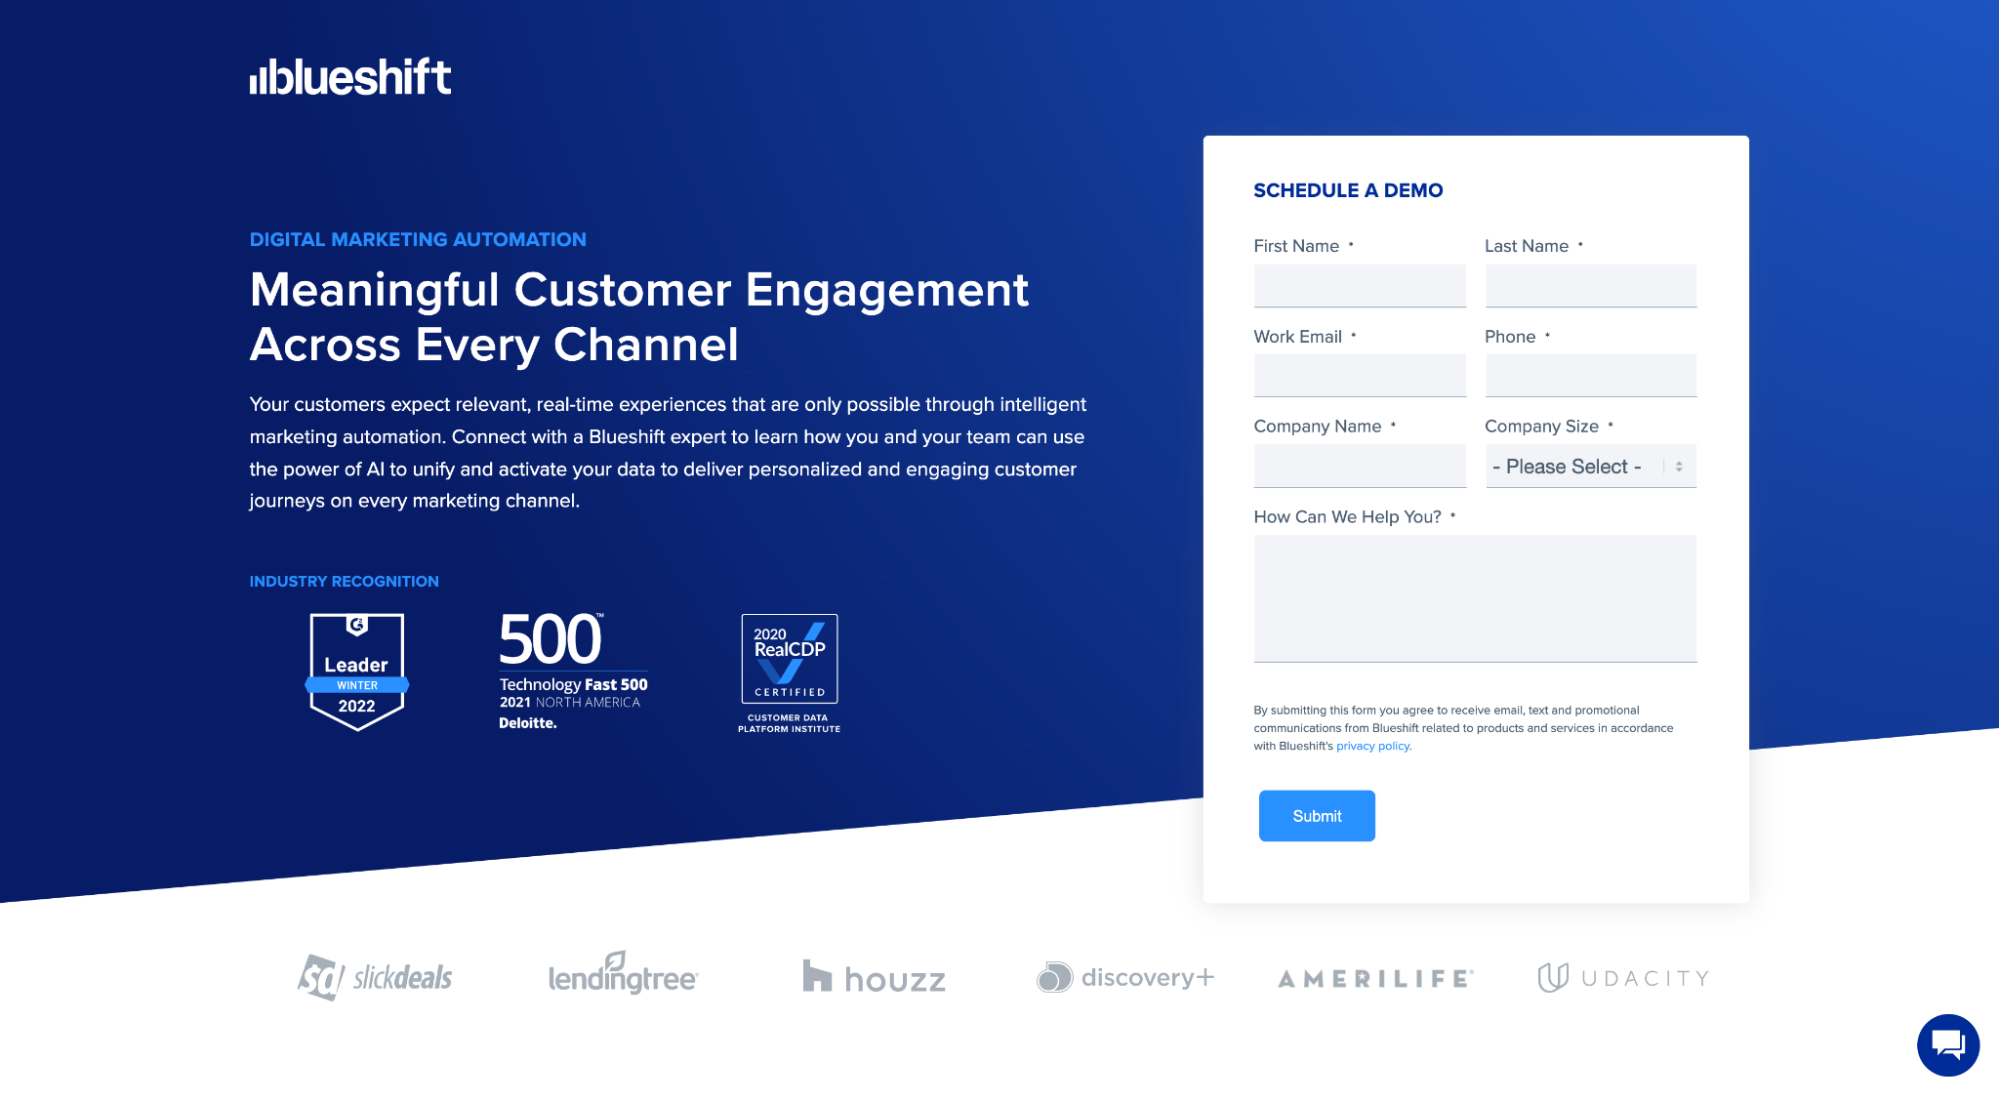 blueshift
DIGITAL MARKETING AUTOMATION
Meaningful Customer Engagement
Across Every Channel
Your customers expect relevant, real-time experiences that are only possible through intelligent
marketing automation. Connect with a Blueshift expert to learn how you and your team can use
the power of AI to unify and activate your data to deliver personalized and engaging customer
journeys on every marketing channel.
INDUSTRY RECOGNITION
G2
Leader
WINTER
2022
500™
Technology Fast 500
2021 NORTH AMERICA
Deloitte.
2020
RealCDP
CERTIFIED
CUSTOMER DATA
PLATFORM INSTITUTE
SCHEDULE A DEMO
First Name * Last Name *
Work Email * Phone *
Company Name * Company Size *
- Please Select -
How Can We Help You? *
By submitting this form you agree to receive email, text and promotional
communications from Blueshift related to products and services in accordance
with Blueshift's privacy policy.
Submit
sd slickdeals lendingtree® houzz discovery+ AMERILIFE® UDACITY